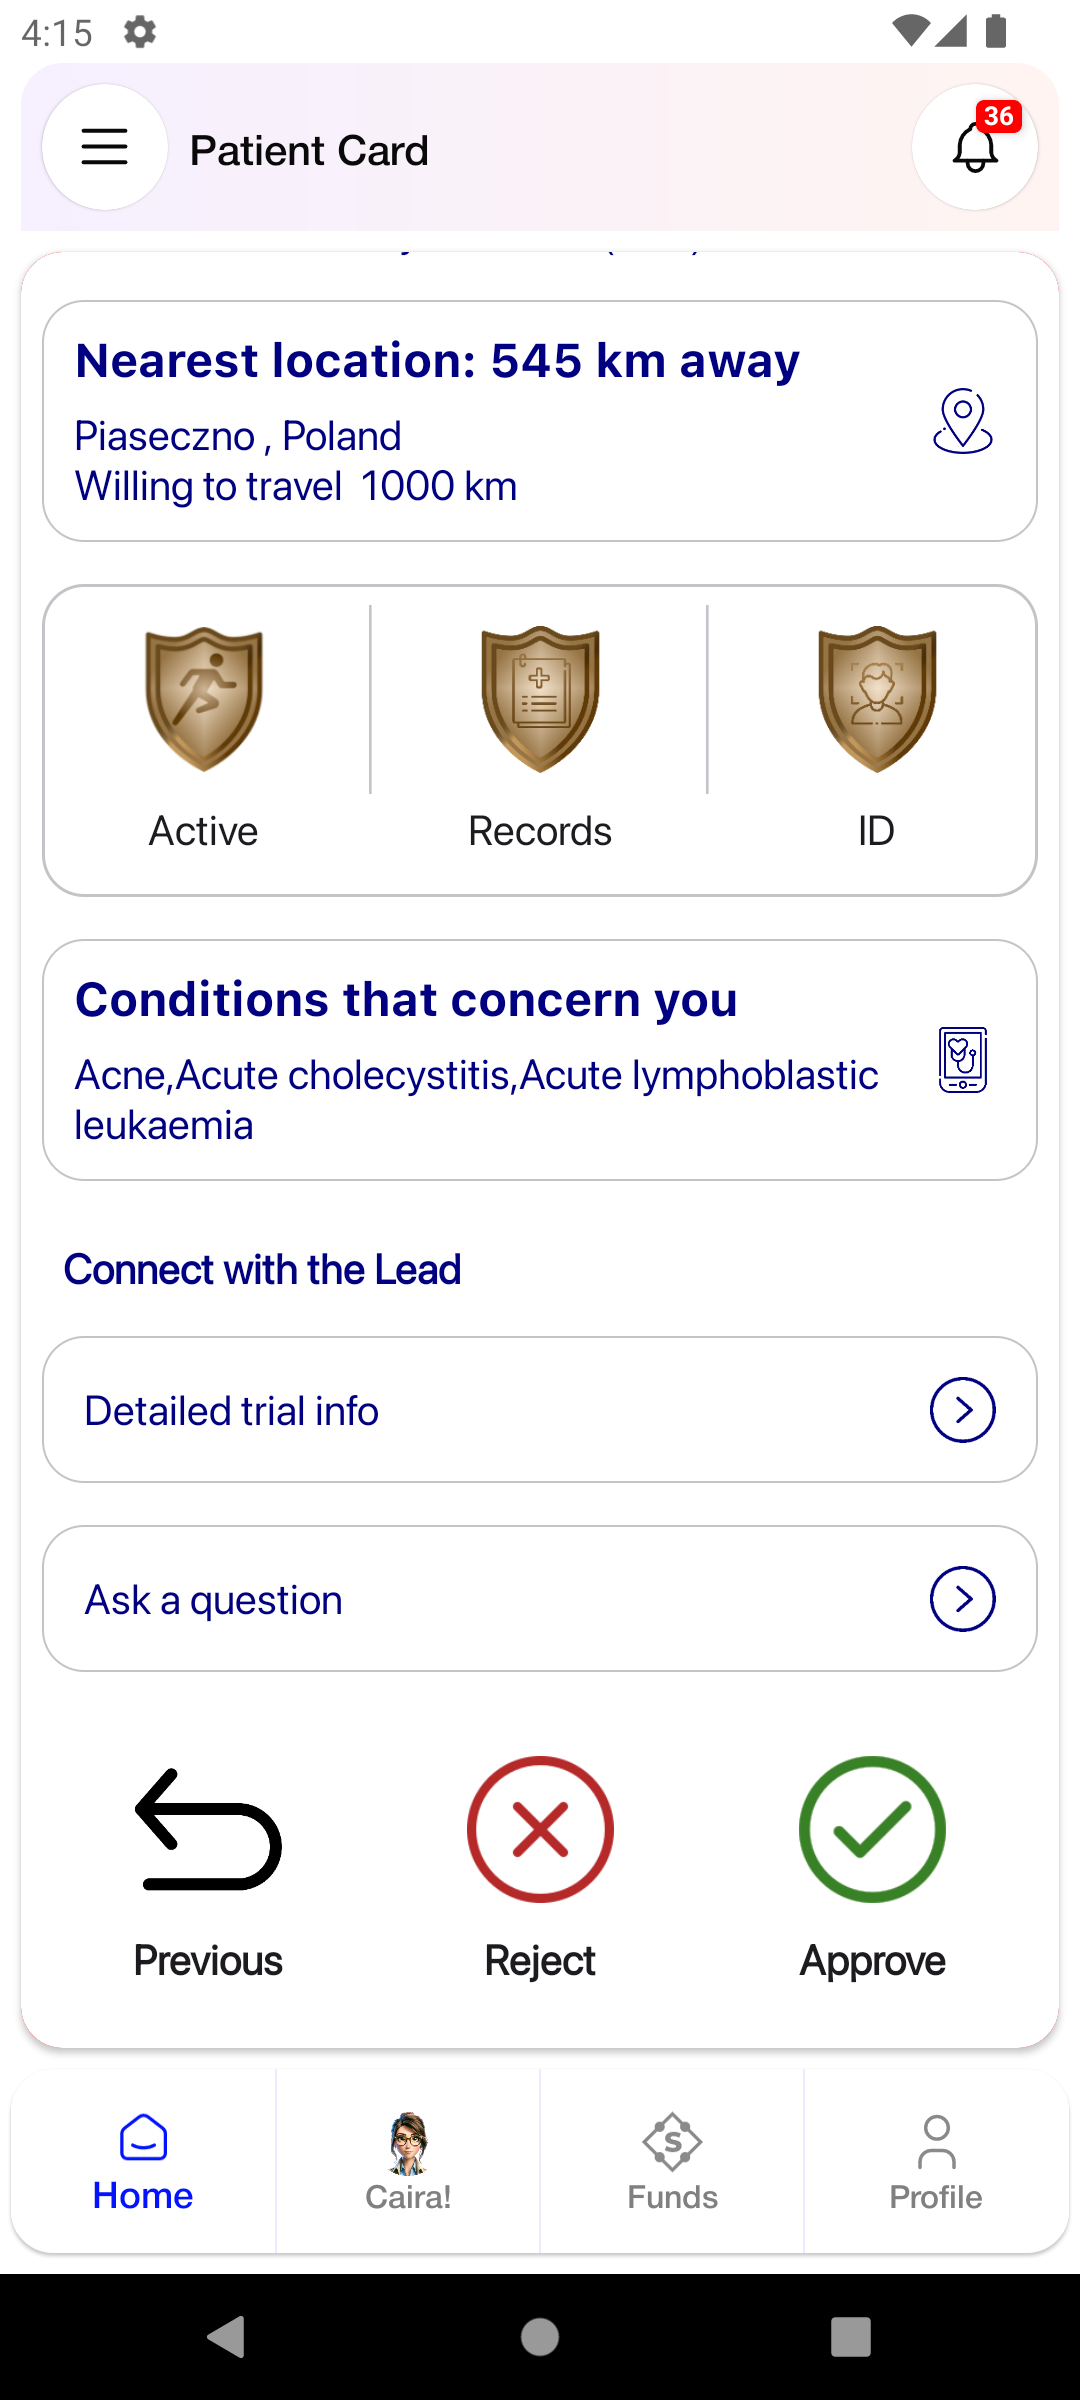 4:15
Patient Card
36
Nearest location: 545 km away
Piaseczno , Poland
Willing to travel  1000 km
Active
Records
ID
Conditions that concern you
Acne,Acute cholecystitis,Acute lymphoblastic
leukaemia
Connect with the Lead
Detailed trial info
Ask a question
Previous
Reject
Approve
Home
Caira!
Funds
Profile